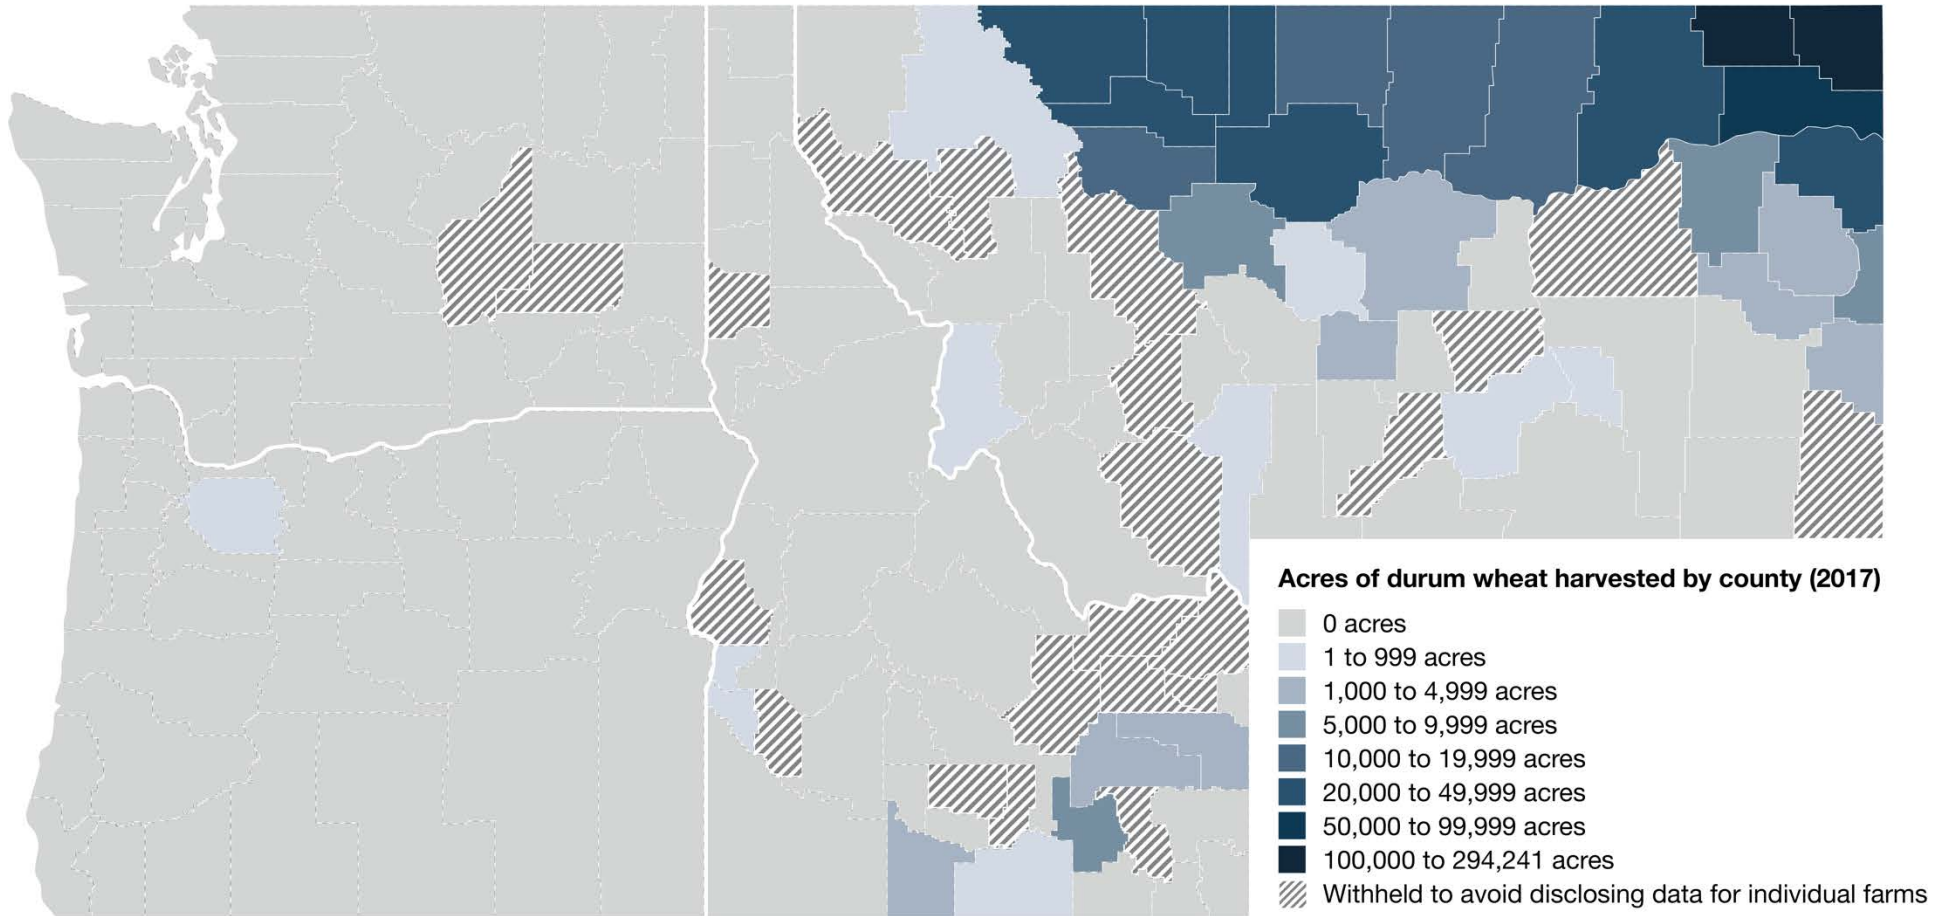 Acres of durum wheat harvested by county (2017)
0 acres
1 to 999 acres
1,000 to 4,999 acres
5,000 to 9,999 acres
10,000 to 19,999 acres
20,000 to 49,999 acres
50,000 to 99,999 acres
100,000 to 294,241 acres
Withheld to avoid disclosing data for individual farms